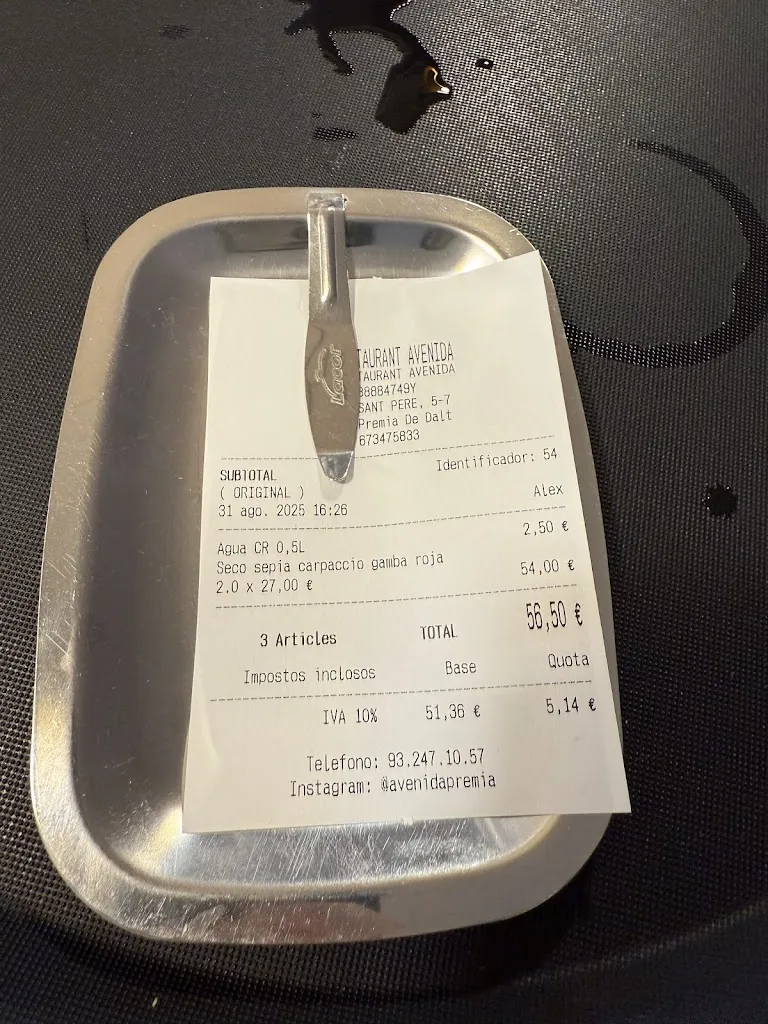 TAURANT AVENIDA
TAURANT AVENIDA
38884749Y
SANT PERE, 5-7
Premia De Dalt
673475833
SUBTOTAL Identificador: 54
( ORIGINAL )
31 ago. 2025 16:26 Alex
Agua CR 0,5L 2,50 €
Seco sepia carpaccio gamba roja
2.0 x 27,00 € 54,00 €
3 Articles TOTAL 56,50 €
Impostos inclosos Base Quota
IVA 10% 51,36 € 5,14 €
Telefono: 93.247.10.57
Instagram: @avenidapremia